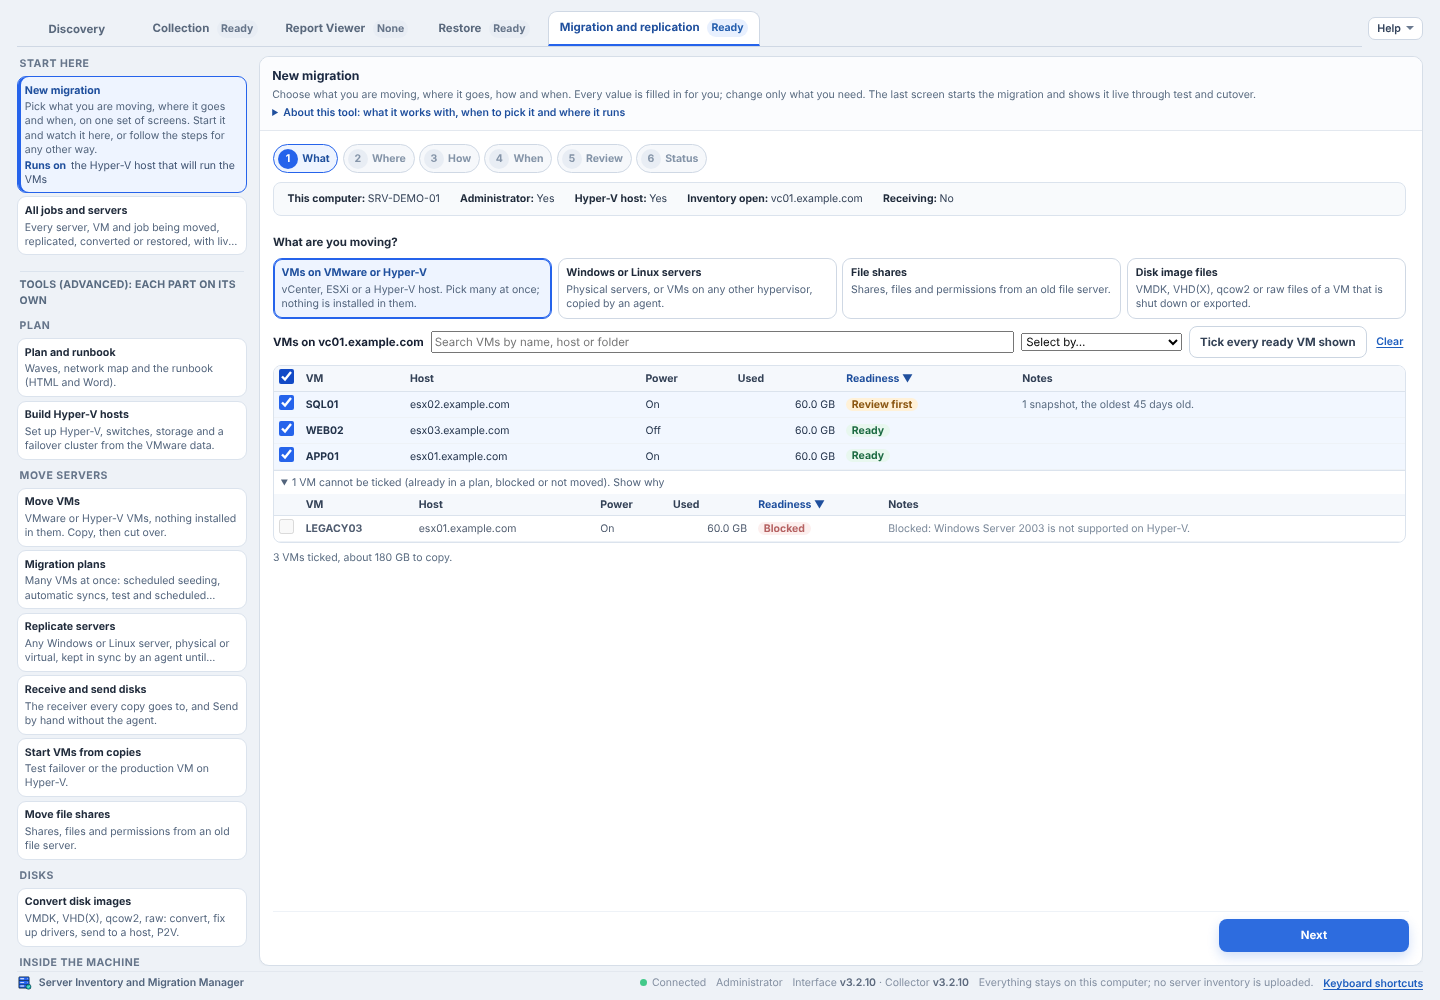 Discovery
Collection Ready
Report Viewer None
Restore Ready
Migration and replication Ready
Help
START HERE
New migration
Pick what you are moving, where it goes
and when, on one set of screens. Start it
and watch it here, or follow the steps for
any other way.
Runs on the Hyper-V host that will run the
VMs
All jobs and servers
Every server, VM and job being moved,
replicated, converted or restored, with liv...
TOOLS (ADVANCED): EACH PART ON ITS
OWN
PLAN
Plan and runbook
Waves, network map and the runbook
(HTML and Word).
Build Hyper-V hosts
Set up Hyper-V, switches, storage and a
failover cluster from the VMware data.
MOVE SERVERS
Move VMs
VMware or Hyper-V VMs, nothing installed
in them. Copy, then cut over.
Migration plans
Many VMs at once: scheduled seeding,
automatic syncs, test and scheduled...
Replicate servers
Any Windows or Linux server, physical or
virtual, kept in sync by an agent until...
Receive and send disks
The receiver every copy goes to, and Send
by hand without the agent.
Start VMs from copies
Test failover or the production VM on
Hyper-V.
Move file shares
Shares, files and permissions from an old
file server.
DISKS
Convert disk images
VMDK, VHD(X), qcow2, raw: convert, fix
up drivers, send to a host, P2V.
INSIDE THE MACHINE
New migration
Choose what you are moving, where it goes, how and when. Every value is filled in for you; change only what you need. The last screen starts the migration and shows it live through test and cutover.
▶ About this tool: what it works with, when to pick it and where it runs
1 What
2 Where
3 How
4 When
5 Review
6 Status
This computer: SRV-DEMO-01 Administrator: Yes Hyper-V host: Yes Inventory open: vc01.example.com Receiving: No
What are you moving?
VMs on VMware or Hyper-V
vCenter, ESXi or a Hyper-V host. Pick many at once;
nothing is installed in them.
Windows or Linux servers
Physical servers, or VMs on any other hypervisor,
copied by an agent.
File shares
Shares, files and permissions from an old file server.
Disk image files
VMDK, VHD(X), qcow2 or raw files of a VM that is
shut down or exported.
VMs on vc01.example.com
Search VMs by name, host or folder
Select by...
Tick every ready VM shown
Clear
VM Host Power Used Readiness ▼ Notes
SQL01 esx02.example.com On 60.0 GB Review first 1 snapshot, the oldest 45 days old.
WEB02 esx03.example.com Off 60.0 GB Ready
APP01 esx01.example.com On 60.0 GB Ready
▼ 1 VM cannot be ticked (already in a plan, blocked or not moved). Show why
VM Host Power Used Readiness ▼ Notes
LEGACY03 esx01.example.com On 60.0 GB Blocked Blocked: Windows Server 2003 is not supported on Hyper-V.
3 VMs ticked, about 180 GB to copy.
Next
Server Inventory and Migration Manager
Connected Administrator Interface v3.2.10 · Collector v3.2.10 Everything stays on this computer; no server inventory is uploaded. Keyboard shortcuts